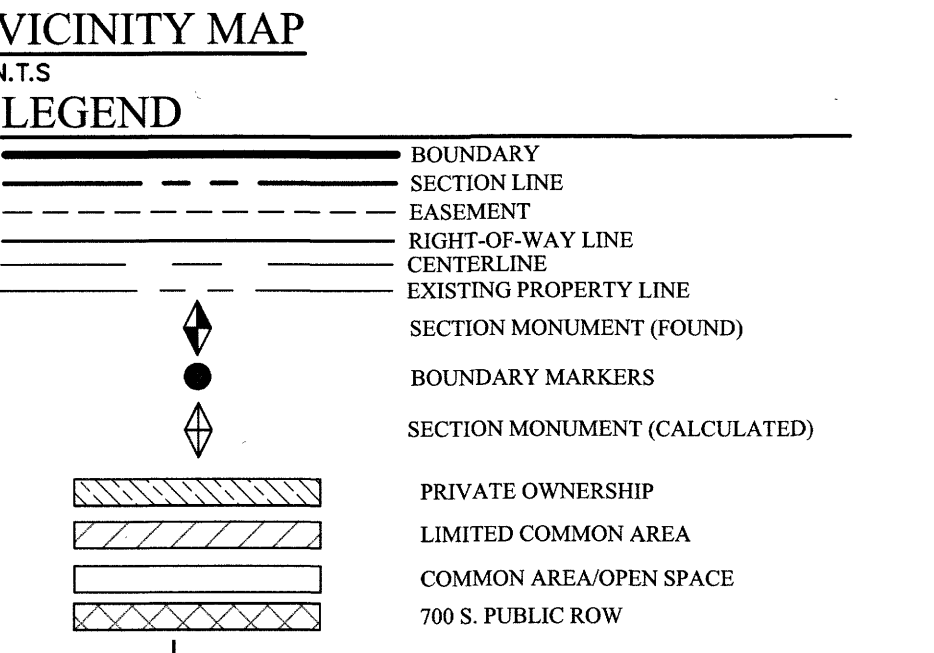 VICINITY MAP
N.T.S
LEGEND
BOUNDARY
SECTION LINE
EASEMENT
RIGHT-OF-WAY LINE
CENTERLINE
EXISTING PROPERTY LINE
SECTION MONUMENT (FOUND)
BOUNDARY MARKERS
SECTION MONUMENT (CALCULATED)
PRIVATE OWNERSHIP
LIMITED COMMON AREA
COMMON AREA/OPEN SPACE
700 S. PUBLIC ROW